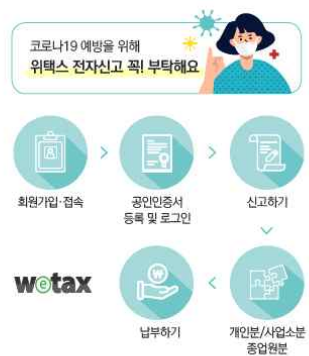 코로나19 예방을 위해
위택스 전자신고 꼭! 부탁해요
회원가입·접속
공인인증서
등록 및 로그인
신고하기
개인분/사업소분
종업원분
납부하기
wetax